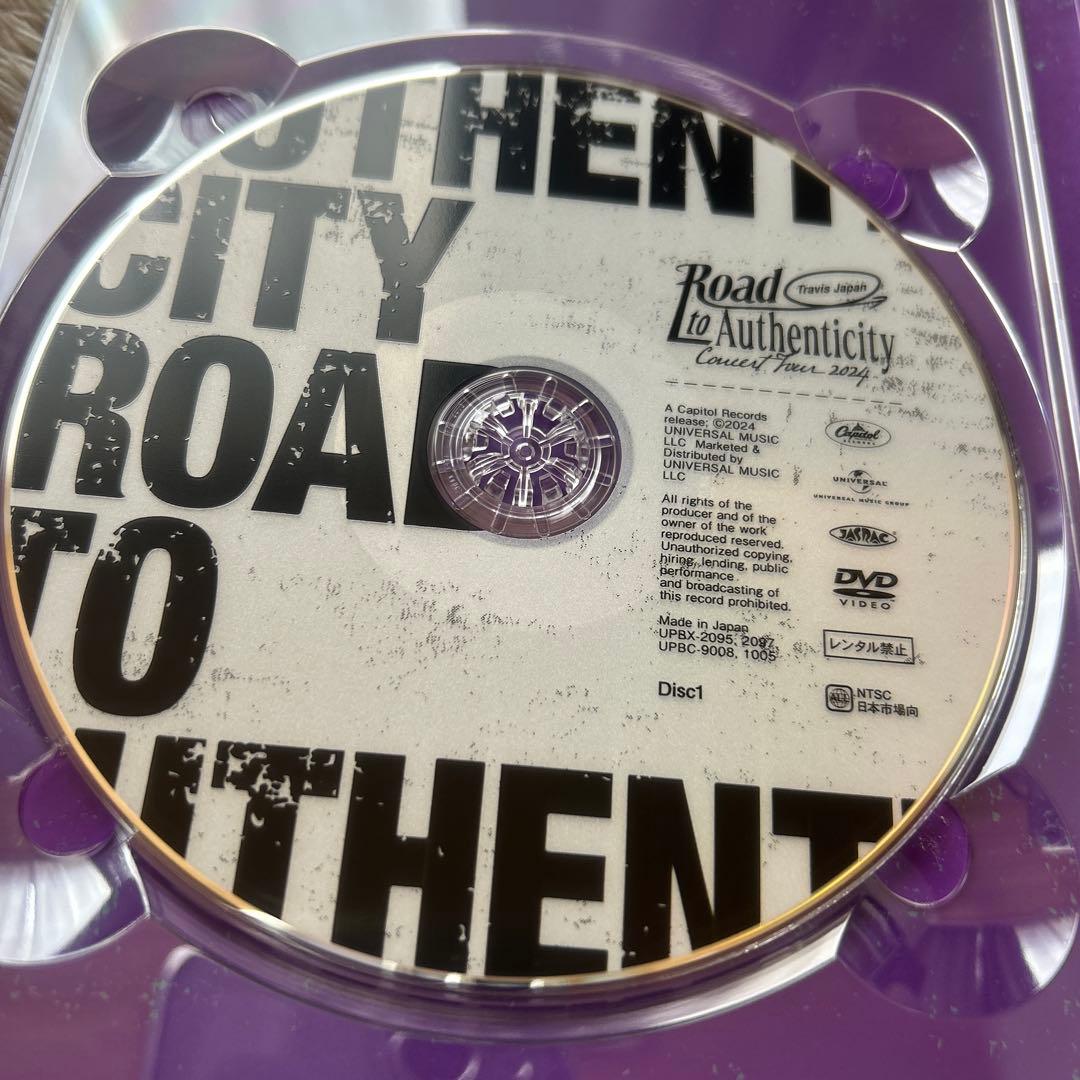 UTHENT
CITY
ROAD
TO
UTHENT
Road
Travis Japan
to Authenticity
Concert Tour 2024
A Capitol Records
release; ©2024
UNIVERSAL MUSIC
LLC Marketed &
Distributed by
UNIVERSAL MUSIC
LLC
All rights of the
producer and of the
owner of the work
reproduced reserved.
Unauthorized copying,
hiring, lending, public
performance
and broadcasting of
this record prohibited.
Made in Japan
UPBX-2095, 2097
UPBC-9008, 1005
Disc1
Capitol
RECORDS
UNIVERSAL
UNIVERSAL MUSIC GROUP
JASRAC
DVD
VIDEO
レンタル禁止
ALL
NTSC
日本市場向